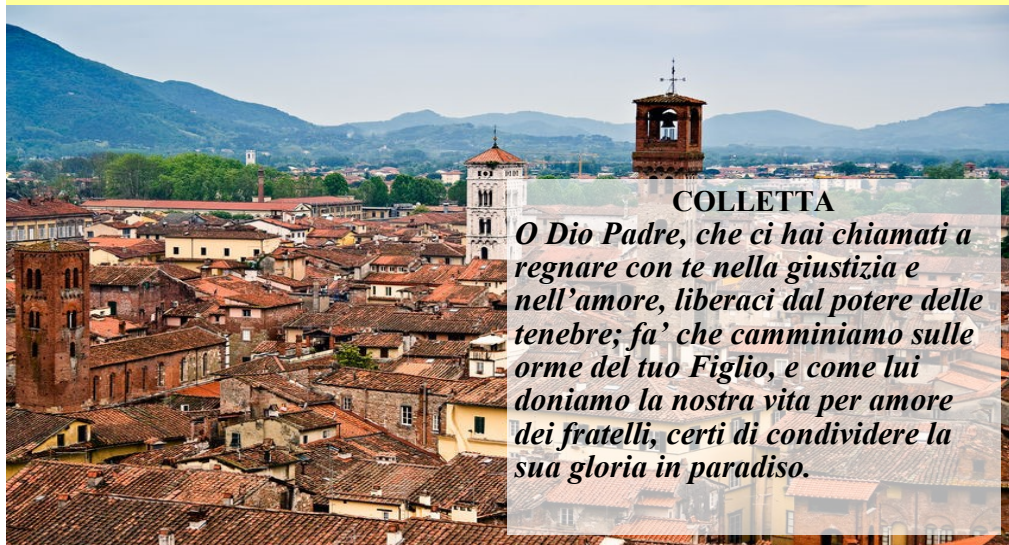 COLLETTA
O Dio Padre, che ci hai chiamati a
regnare con te nella giustizia e
nell’amore, liberaci dal potere delle
tenebre; fa’ che camminiamo sulle
orme del tuo Figlio, e come lui
doniamo la nostra vita per amore
dei fratelli, certi di condividere la
sua gloria in paradiso.